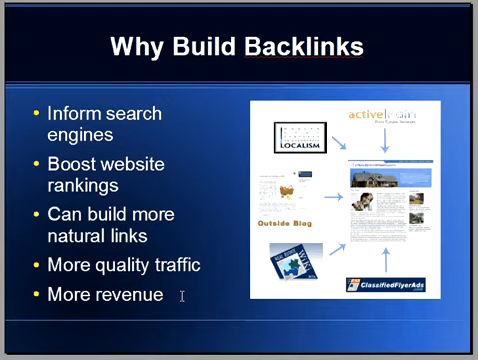 Why Build Backlinks
Inform search
engines
Boost website
rankings
Can build more
natural links
More quality traffic
More revenue
activerain
LOCALISM
Outside Blog
ClassifiedFlyerAds